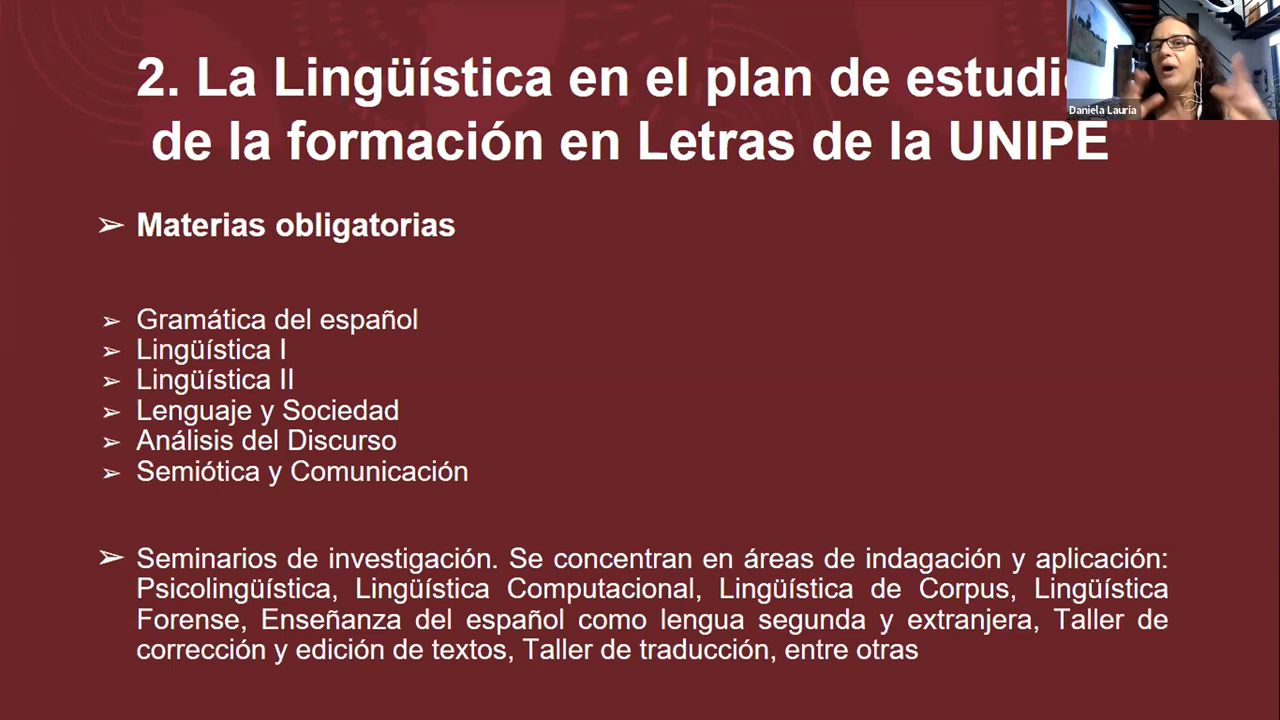 2. La Lingüística en el plan de
de la formación en Letras de la UNIPE
Daniela Lauria
➢ Materias obligatorias
➢ Gramática del español
➢ Lingüística I
➢ Lingüística II
➢ Lenguaje y Sociedad
➢ Análisis del Discurso
➢ Semiótica y Comunicación
➢ Seminarios de investigación. Se concentran en áreas de indagación y aplicación:
Psicolingüística, Lingüística Computacional, Lingüística de Corpus, Lingüística
Forense, Enseñanza del español como lengua segunda y extranjera, Taller de
corrección y edición de textos, Taller de traducción, entre otras